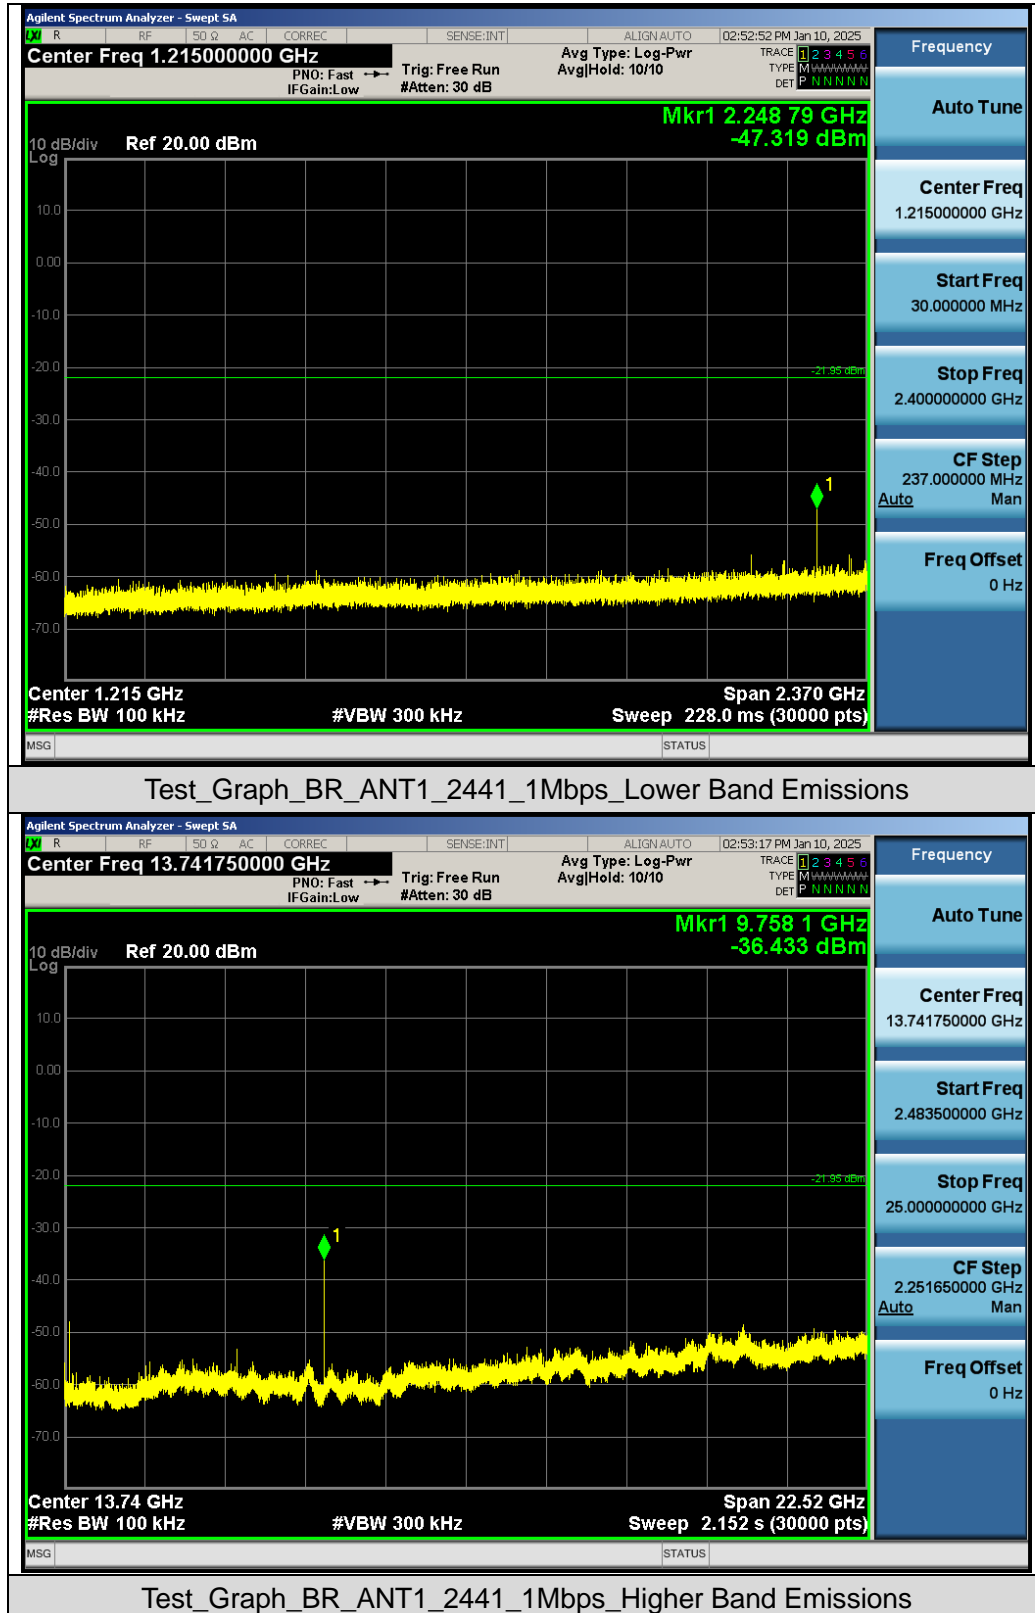 Agilent Spectrum Analyzer - Swept SA
LXI R RF 50 Ω AC CORREC SENSE:INT ALIGN AUTO 02:52:52 PM Jan 10, 2025
Center Freq 1.215000000 GHz
PNO: Fast
IFGain:Low
Trig: Free Run
#Atten: 30 dB
Avg Type: Log-Pwr
Avg|Hold: 10/10
TRACE 1 2 3 4 5 6
TYPE M WWWWW
DET P N N N N N
Mkr1 2.248 79 GHz
-47.319 dBm
10 dB/div Ref 20.00 dBm
Log
10.0
0.00
-10.0
-20.0
-21.95 dBm
-30.0
-40.0
1
-50.0
-60.0
-70.0
Center 1.215 GHz Span 2.370 GHz
#Res BW 100 kHz #VBW 300 kHz Sweep 228.0 ms (30000 pts)
MSG STATUS
Frequency
Auto Tune
Center Freq
1.215000000 GHz
Start Freq
30.000000 MHz
Stop Freq
2.400000000 GHz
CF Step
237.000000 MHz
Auto Man
Freq Offset
0 Hz
Test_Graph_BR_ANT1_2441_1Mbps_Lower Band Emissions
Agilent Spectrum Analyzer - Swept SA
LXI R RF 50 Ω AC CORREC SENSE:INT ALIGN AUTO 02:53:17 PM Jan 10, 2025
Center Freq 13.741750000 GHz
PNO: Fast
IFGain:Low
Trig: Free Run
#Atten: 30 dB
Avg Type: Log-Pwr
Avg|Hold: 10/10
TRACE 1 2 3 4 5 6
TYPE M WWWWW
DET P N N N N N
Mkr1 9.758 1 GHz
-36.433 dBm
10 dB/div Ref 20.00 dBm
Log
10.0
0.00
-10.0
-20.0
-21.95 dBm
-30.0
1
-40.0
-50.0
-60.0
-70.0
Center 13.74 GHz Span 22.52 GHz
#Res BW 100 kHz #VBW 300 kHz Sweep 2.152 s (30000 pts)
MSG STATUS
Frequency
Auto Tune
Center Freq
13.741750000 GHz
Start Freq
2.483500000 GHz
Stop Freq
25.000000000 GHz
CF Step
2.251650000 GHz
Auto Man
Freq Offset
0 Hz
Test_Graph_BR_ANT1_2441_1Mbps_Higher Band Emissions